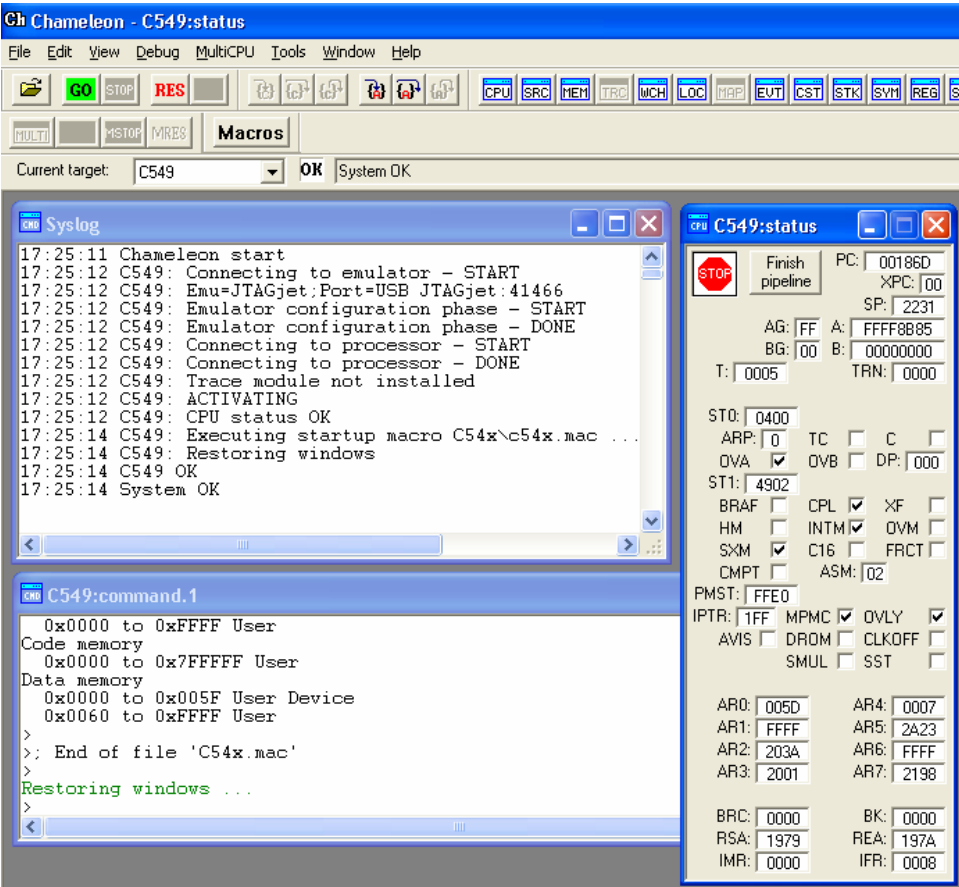 Ch Chameleon - C549:status
File Edit View Debug MultiCPU Tools Window Help
GO STOP RES CPU SRC MEM TRC WCH LOC MAP EVT CST STK SYM REG S
MULTI MSTOP MRES Macros
Current target: C549 OK System OK
CMD Syslog
17:25:11 Chameleon start
17:25:12 C549: Connecting to emulator - START
17:25:12 C549: Emu=JTAGjet;Port=USB JTAGjet:41466
17:25:12 C549: Emulator configuration phase - START
17:25:12 C549: Emulator configuration phase - DONE
17:25:12 C549: Connecting to processor - START
17:25:12 C549: Connecting to processor - DONE
17:25:12 C549: Trace module not installed
17:25:12 C549: ACTIVATING
17:25:12 C549: CPU status OK
17:25:14 C549: Executing startup macro C54x\c54x.mac ...
17:25:14 C549: Restoring windows
17:25:14 C549 OK
17:25:14 System OK
CMD C549:command.1
0x0000 to 0xFFFF User
Code memory
0x0000 to 0x7FFFFF User
Data memory
0x0000 to 0x005F User Device
0x0060 to 0xFFFF User
>
>; End of file 'C54x.mac'
>
Restoring windows ...
>
CPU C549:status
STOP Finish pipeline PC: 00186D
XPC: 00
SP: 2231
AG: FF A: FFFF8B85
BG: 00 B: 00000000
T: 0005 TRN: 0000
ST0: 0400
ARP: 0 TC C
OVA OVB DP: 000
ST1: 4902
BRAF CPL XF
HM INTM OVM
SXM C16 FRCT
CMPT ASM: 02
PMST: FFE0
IPTR: 1FF MPMC OVLY
AVIS DROM CLKOFF
SMUL SST
AR0: 005D AR4: 0007
AR1: FFFF AR5: 2A23
AR2: 203A AR6: FFFF
AR3: 2001 AR7: 2198
BRC: 0000 BK: 0000
RSA: 1979 REA: 197A
IMR: 0000 IFR: 0008